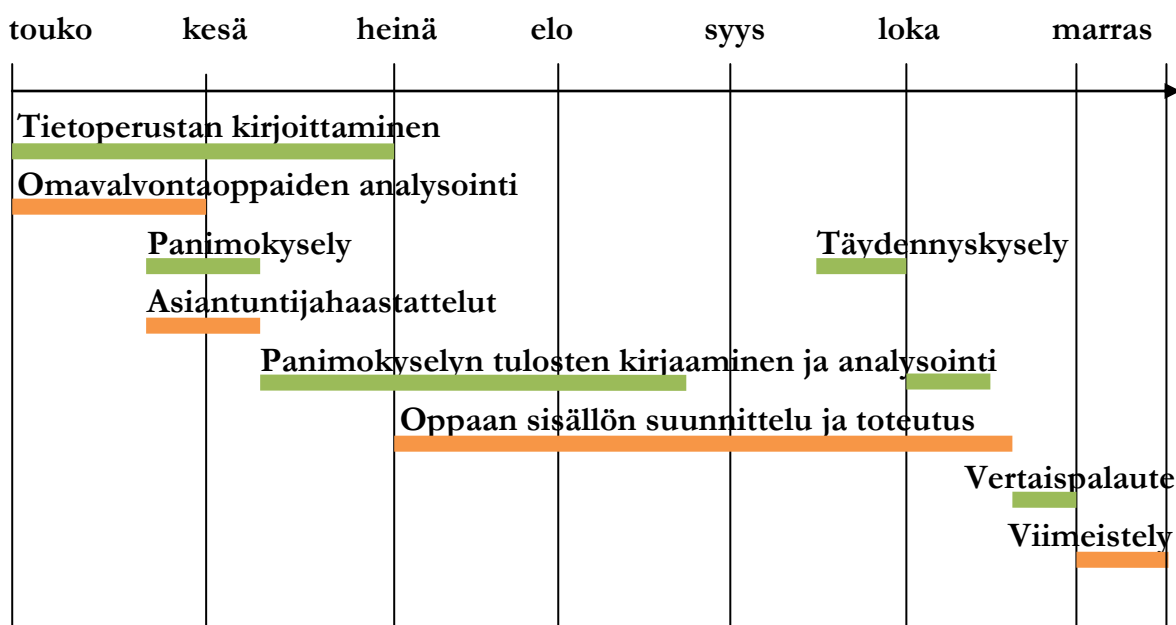 touko kesä heinä elo syys loka marras
Tietoperustan kirjoittaminen
Omavalvontaoppaiden analysointi
Panimokysely Täydennyskysely
Asiantuntijahaastattelut
Panimokyselyn tulosten kirjaaminen ja analysointi
Oppaan sisällön suunnittelu ja toteutus
Vertaispalaute
Viimeistely